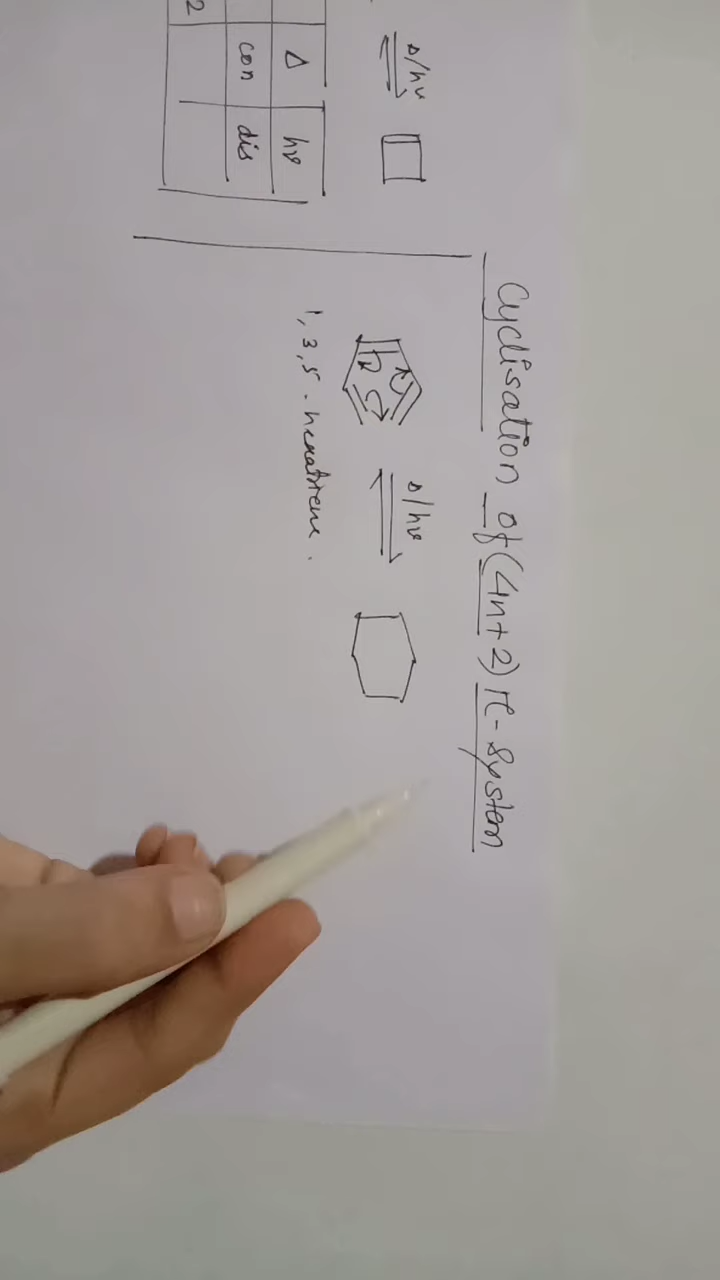 Cyclisation of (4n+2) π-System
Δ/hν
Δ/hν
1, 3, 5 - hexatriene.
Δ hν
con dis
2